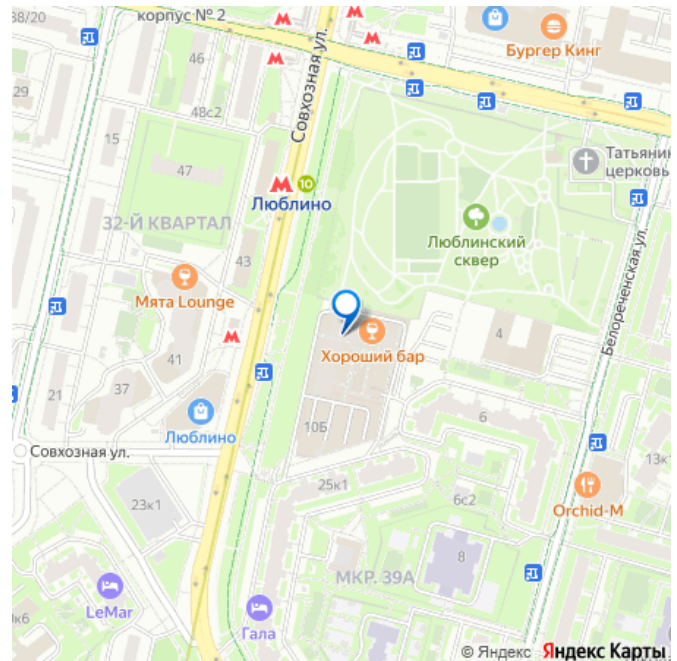 38/20
корпус № 2
Бургер Кинг
46
48с2
29
15
Совхозная ул.
47
Татьянин
церковь
10
Люблино
32-Й КВАРТАЛ
Люблинский
сквер
43
Белореченская ул.
Мята Lounge
Хороший бар
4
41
37
21
Люблино
10Б
6
Совхозная ул.
25к1
13к1
6с2
Orchid-M
23к1
8
МКР. 39А
LeMar
0к6
Гала
© Яндекс Яндекс Карты